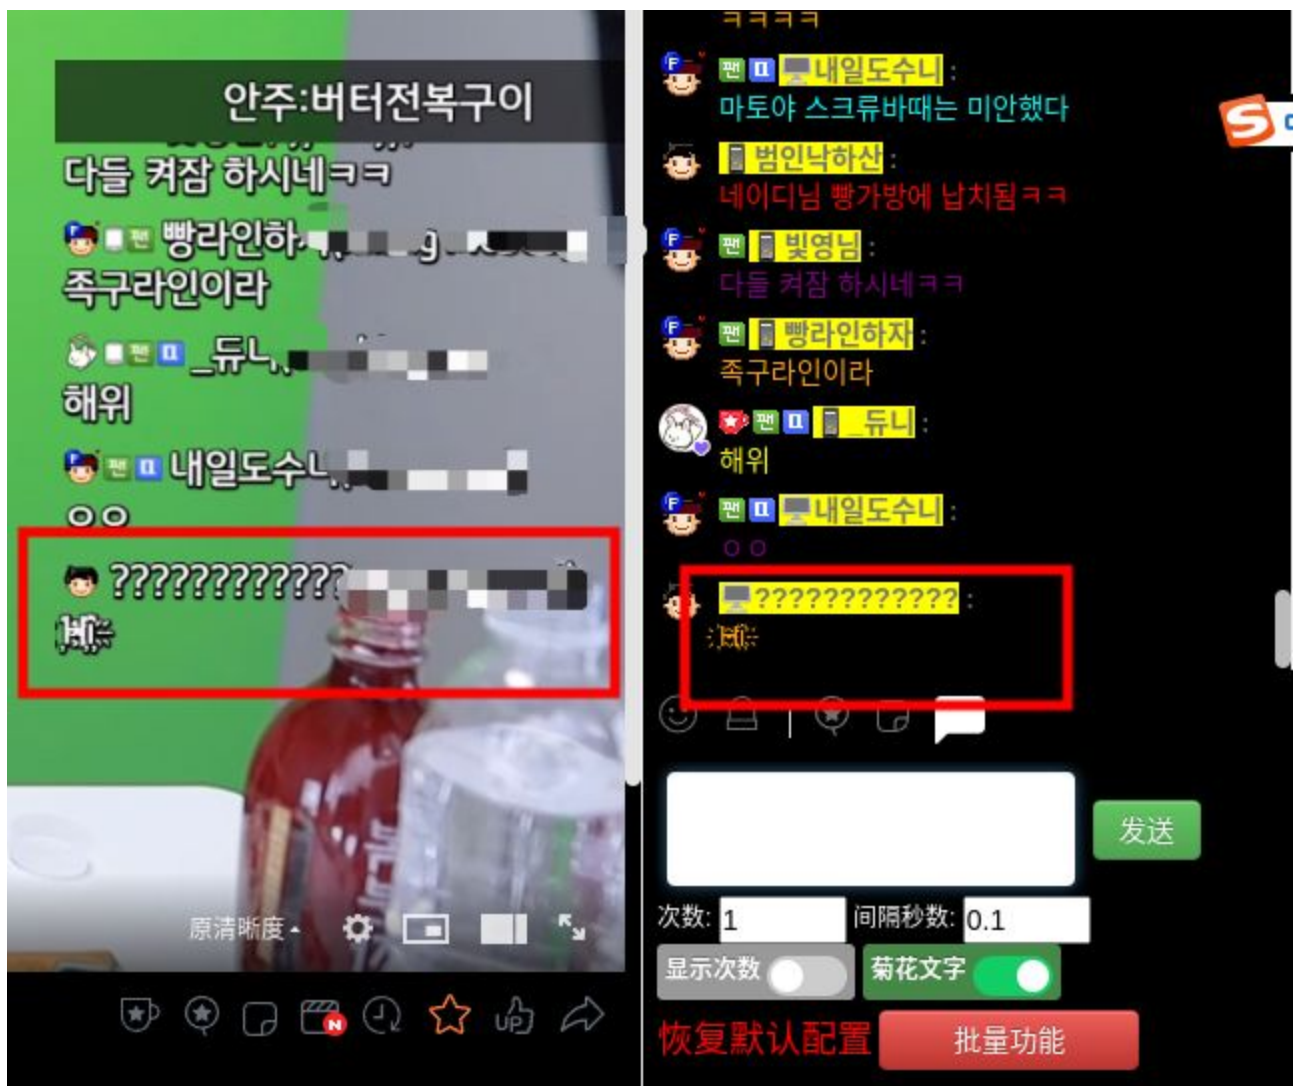 안주:버터전복구이
다들 켜잠 하시네ㅋㅋ
팬 빵라인하
족구라인이라
팬 _듀니
해위
팬 내일도수니
ㅇㅇ
????????????
原清晰度
N
UP
ㅋㅋㅋㅋ
F 팬 내일도수니 :
마토야 스크류바때는 미안했다
범인낙하산 :
네이디님 빵가방에 납치됨ㅋㅋ
F 팬 빛영님 :
다들 켜잠 하시네ㅋㅋ
F 팬 빵라인하자 :
족구라인이라
팬 _듀니 :
해위
F 팬 내일도수니 :
ㅇㅇ
???????????? :
发送
次数: 1 间隔秒数: 0.1
显示次数 菊花文字
恢复默认配置 批量功能